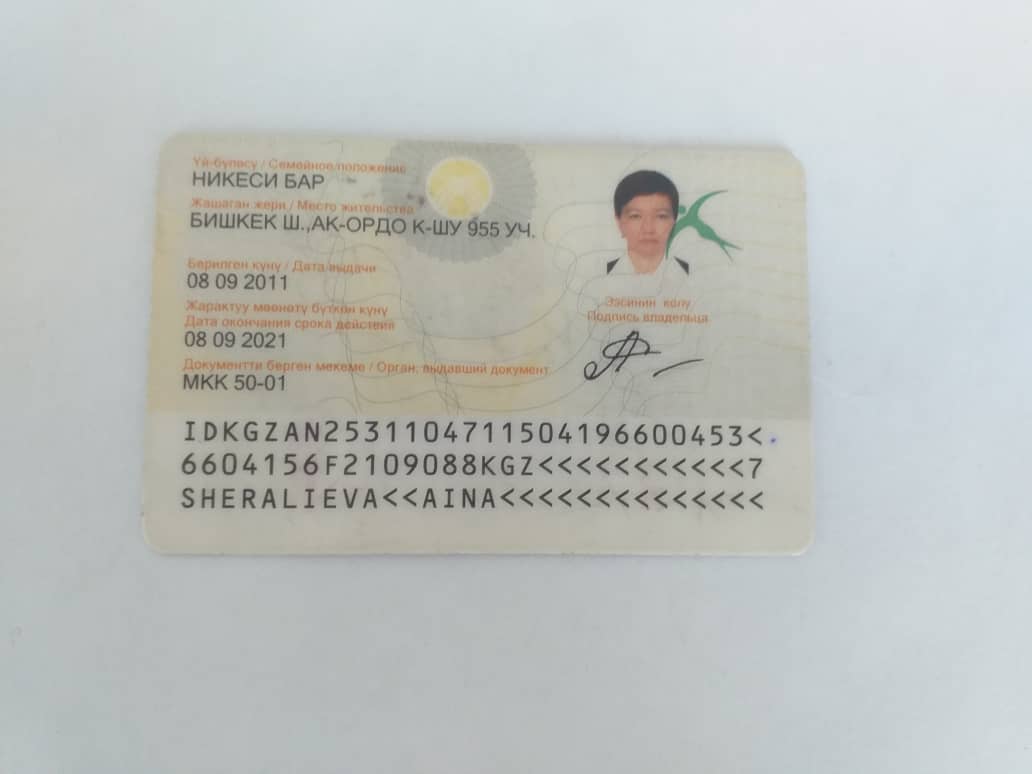 Үй-бүлөсү / Семейное положение
НИКЕСИ БАР
Жашаган жери / Место жительства
БИШКЕК Ш.,АК-ОРДО К-ШУ 955 УЧ.
Берилген күнү / Дата выдачи
08 09 2011
Жарактуу мөөнөтү бүткөн күнү
Дата окончания срока действия
08 09 2021
Документти берген мекеме / Орган, выдавший документ
МКК 50-01
Ээсинин колу
Подпись владельца
IDKGZAN2531104711504196600453<
6604156F2109088KGZ<<<<<<<<<<<7
SHERALIEVA<<AINA<<<<<<<<<<<<<<